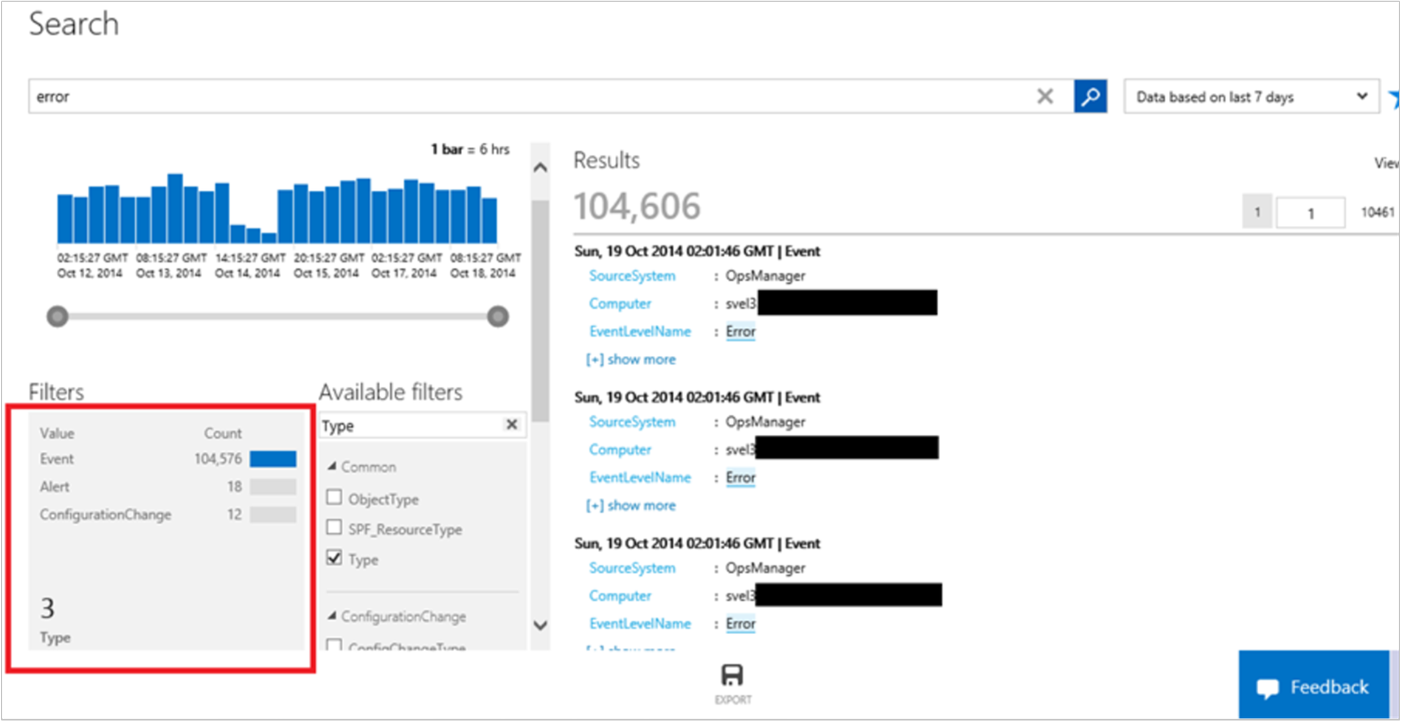 Search
error
Data based on last 7 days
1 bar = 6 hrs
02:15:27 GMT 08:15:27 GMT 14:15:27 GMT 20:15:27 GMT 02:15:27 GMT 08:15:27 GMT
Oct 12, 2014 Oct 13, 2014 Oct 14, 2014 Oct 15, 2014 Oct 17, 2014 Oct 18, 2014
Filters
Value Count
Event 104,576
Alert 18
ConfigurationChange 12
3
Type
Available filters
Type
Common
ObjectType
SPF_ResourceType
Type
ConfigurationChange
ConfigChangeType
Results
View
104,606
1 1 10461
Sun, 19 Oct 2014 02:01:46 GMT | Event
SourceSystem : OpsManager
Computer : svel3
EventLevelName : Error
[+] show more
Sun, 19 Oct 2014 02:01:46 GMT | Event
SourceSystem : OpsManager
Computer : svel3
EventLevelName : Error
[+] show more
Sun, 19 Oct 2014 02:01:46 GMT | Event
SourceSystem : OpsManager
Computer : svel3
EventLevelName : Error
[+] show more
EXPORT
Feedback